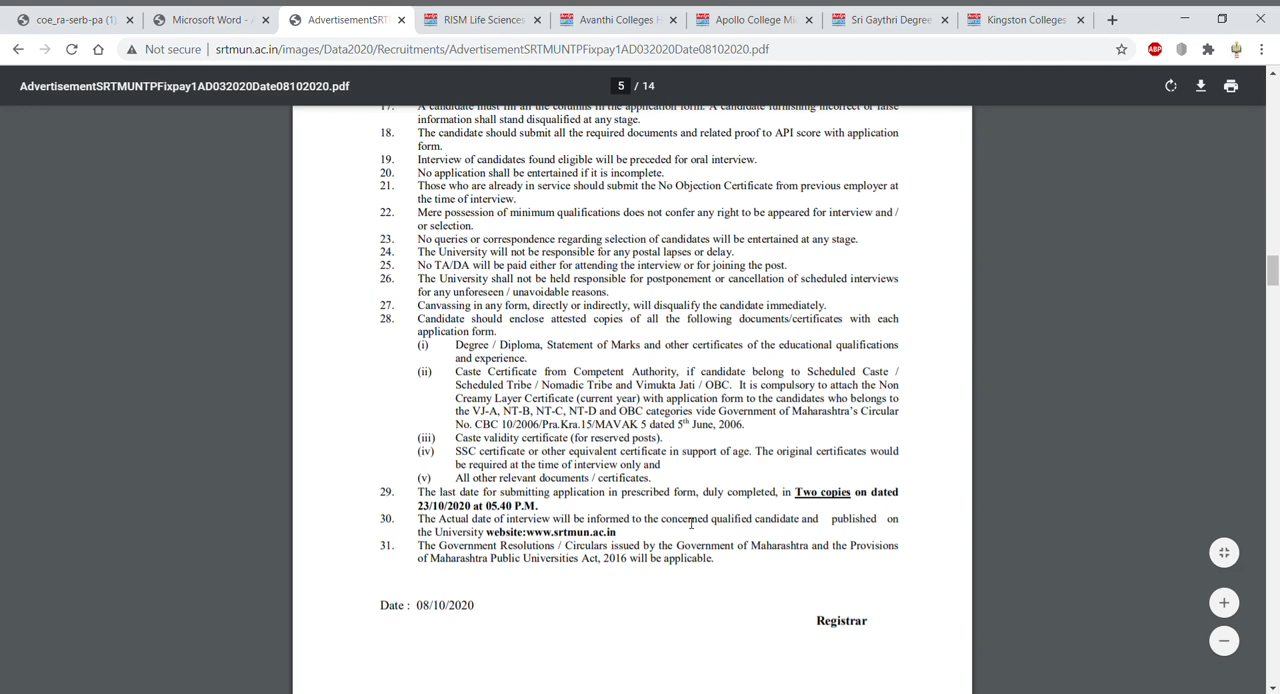 coe_ra-serb-pa (1)
Microsoft Word -
AdvertisementSRT
RISM Life Sciences
Avanthi Colleges
Apollo College
Sri Gaythri Degree
Kingston Colleges
Not secure | srtmun.ac.in/images/Data2020/Recruitments/AdvertisementSRTMUNTPFixpay1AD032020Date08102020.pdf
ABP
AdvertisementSRTMUNTPFixpay1AD032020Date08102020.pdf
5 / 14
17. A candidate must fill all the columns in the application form. A candidate furnishing incorrect or false
information shall stand disqualified at any stage.
18. The candidate should submit all the required documents and related proof to API score with application
form.
19. Interview of candidates found eligible will be preceded for oral interview.
20. No application shall be entertained if it is incomplete.
21. Those who are already in service should submit the No Objection Certificate from previous employer at
the time of interview.
22. Mere possession of minimum qualifications does not confer any right to be appeared for interview and /
or selection.
23. No queries or correspondence regarding selection of candidates will be entertained at any stage.
24. The University will not be responsible for any postal lapses or delay.
25. No TA/DA will be paid either for attending the interview or for joining the post.
26. The University shall not be held responsible for postponement or cancellation of scheduled interviews
for any unforeseen / unavoidable reasons.
27. Canvassing in any form, directly or indirectly, will disqualify the candidate immediately.
28. Candidate should enclose attested copies of all the following documents/certificates with each
application form.
(i) Degree / Diploma, Statement of Marks and other certificates of the educational qualifications
and experience.
(ii) Caste Certificate from Competent Authority, if candidate belong to Scheduled Caste /
Scheduled Tribe / Nomadic Tribe and Vimukta Jati / OBC. It is compulsory to attach the Non
Creamy Layer Certificate (current year) with application form to the candidates who belongs to
the VJ-A, NT-B, NT-C, NT-D and OBC categories vide Government of Maharashtra's Circular
No. CBC 10/2006/Pra.Kra.15/MAVAK 5 dated 5th June, 2006.
(iii) Caste validity certificate (for reserved posts).
(iv) SSC certificate or other equivalent certificate in support of age. The original certificates would
be required at the time of interview only and
(v) All other relevant documents / certificates.
29. The last date for submitting application in prescribed form, duly completed, in Two copies on dated
23/10/2020 at 05.40 P.M.
30. The Actual date of interview will be informed to the concerned qualified candidate and published on
the University website:www.srtmun.ac.in
31. The Government Resolutions / Circulars issued by the Government of Maharashtra and the Provisions
of Maharashtra Public Universities Act, 2016 will be applicable.
Date : 08/10/2020
Registrar